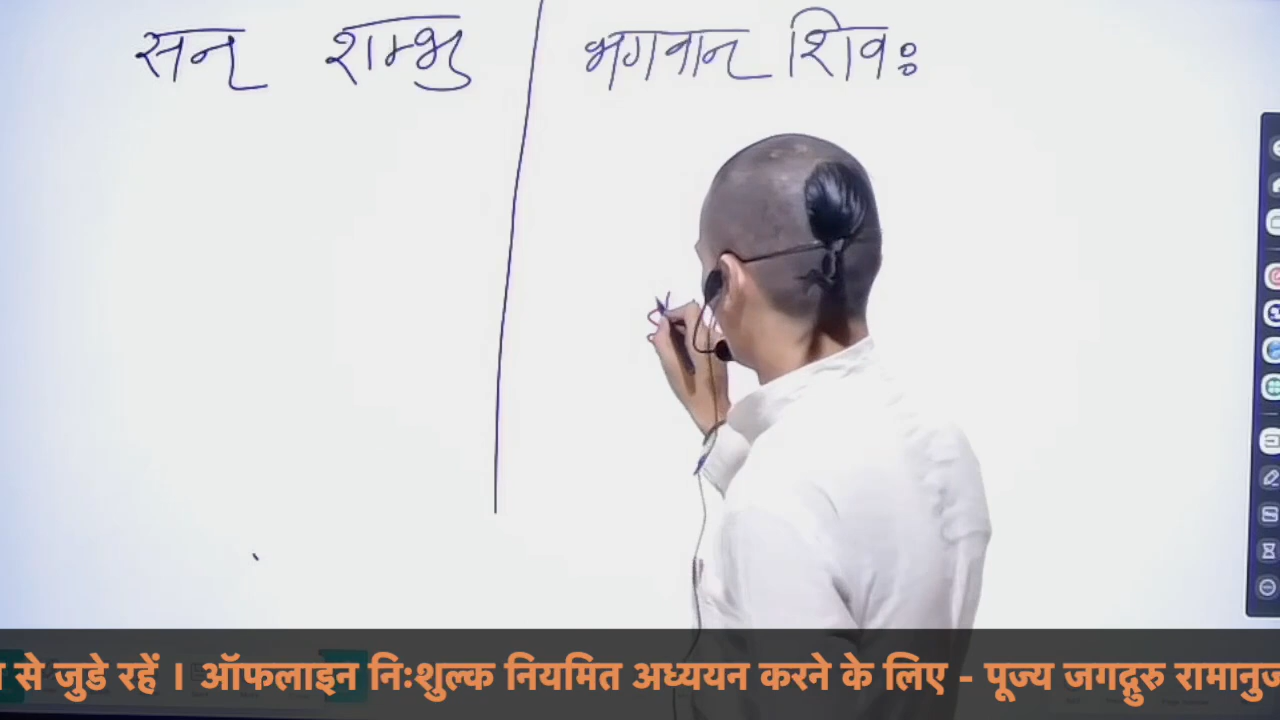 सन् शम्भु भगवान् शिवः
से जुडे रहें । ऑफलाइन निःशुल्क नियमित अध्ययन करने के लिए - पूज्य जगद्गुरु रामानुज